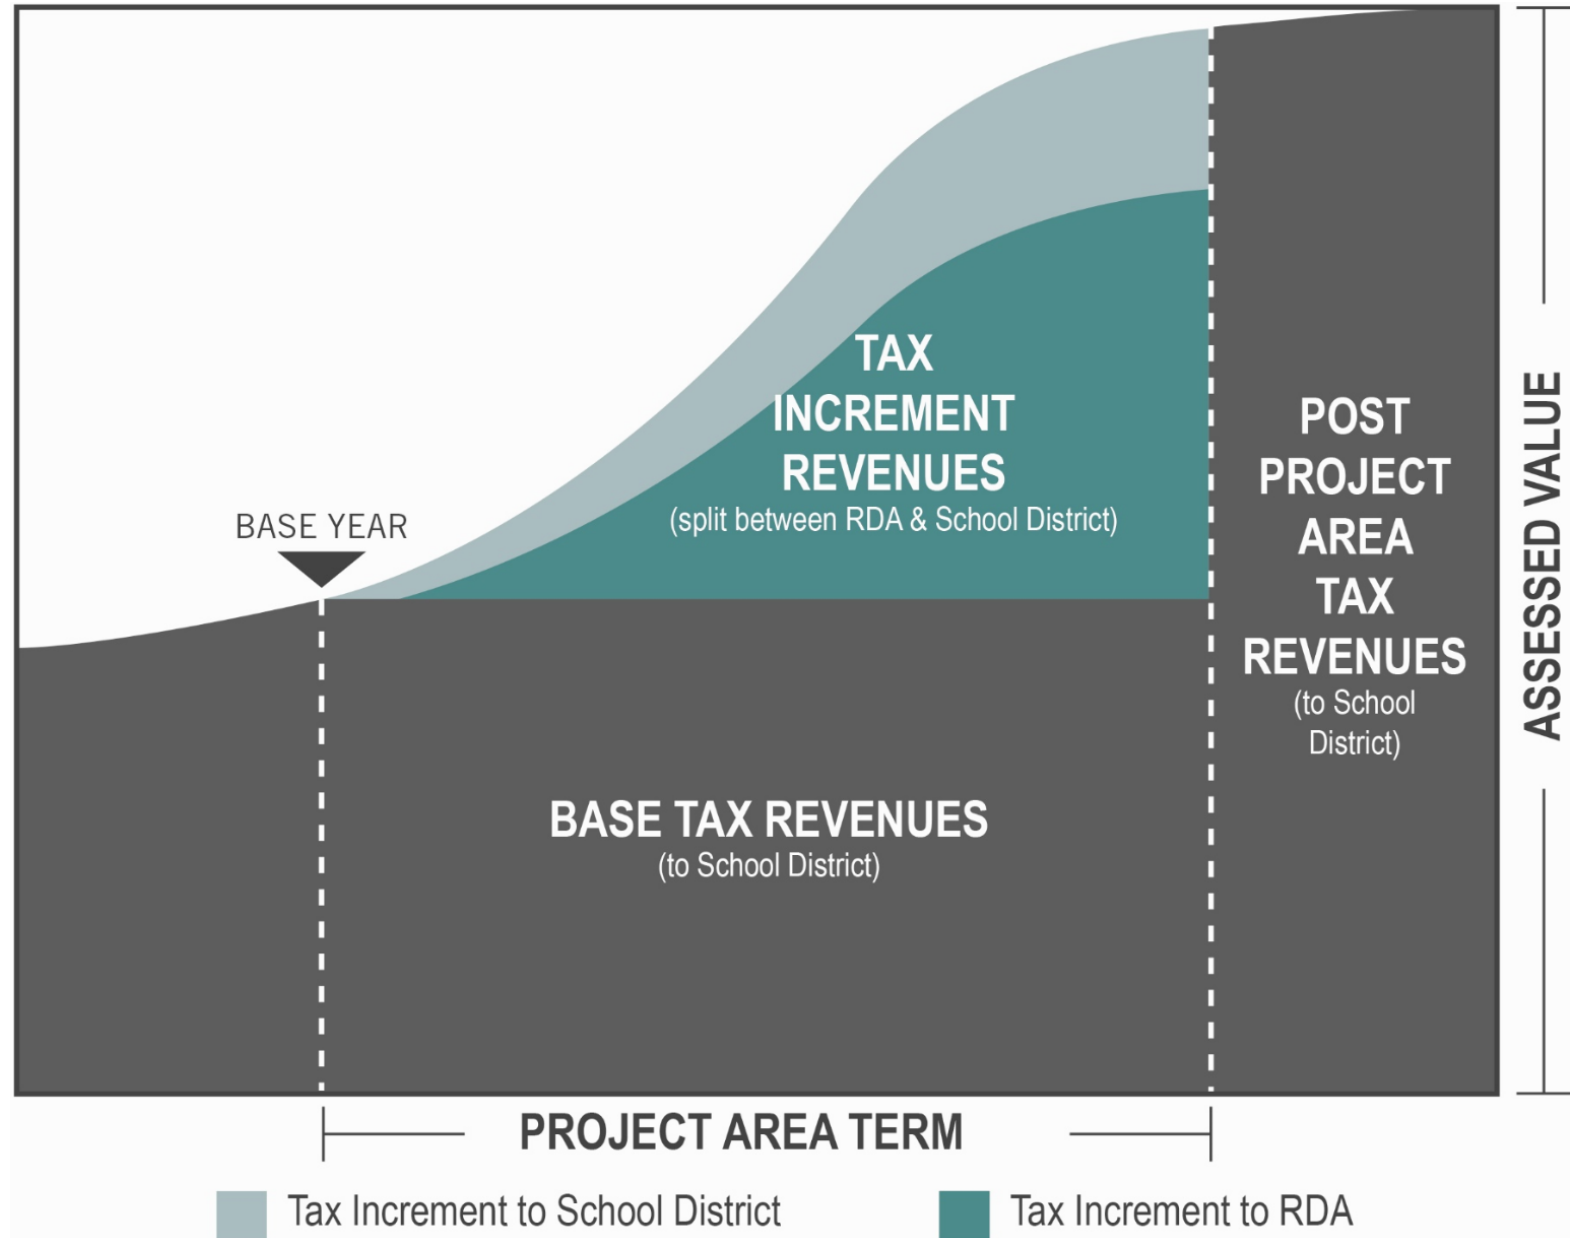 BASE YEAR
TAX
INCREMENT
REVENUES
(split between RDA & School District)
POST
PROJECT
AREA
TAX
REVENUES
(to School
District)
ASSESSED VALUE
BASE TAX REVENUES
(to School District)
PROJECT AREA TERM
Tax Increment to School District
Tax Increment to RDA